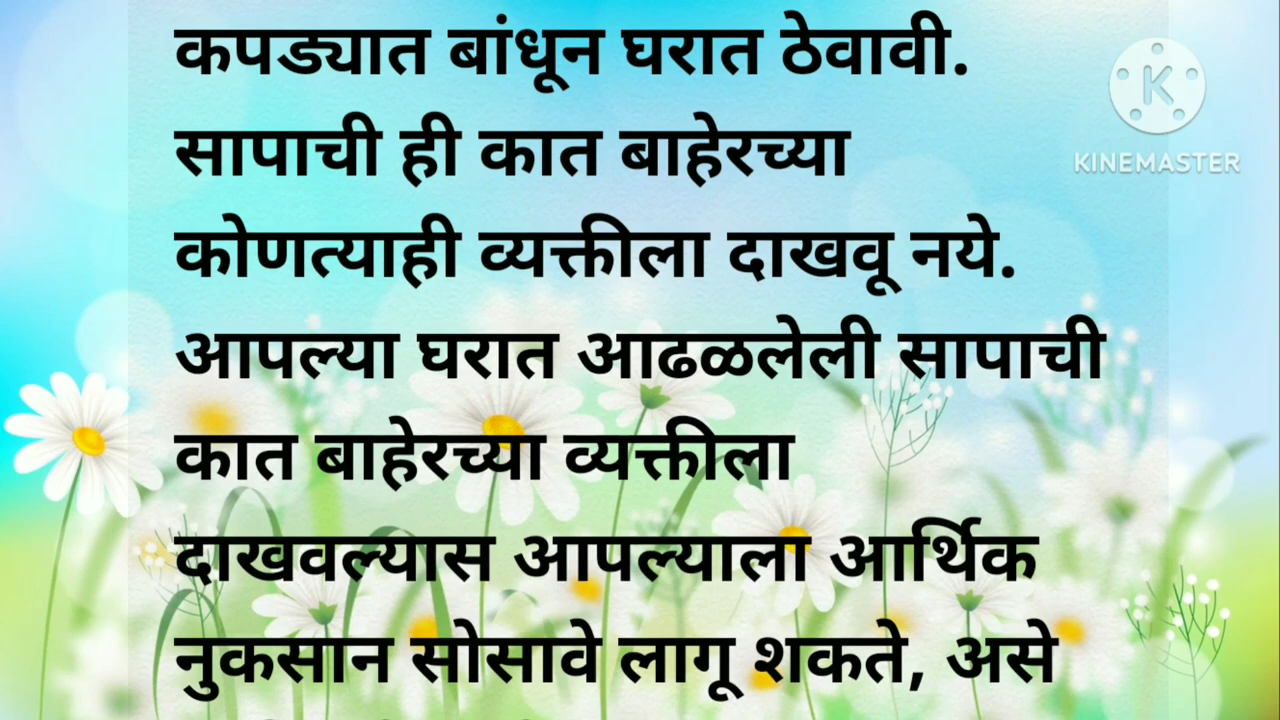 कपड्यात बांधून घरात ठेवावी.
सापाची ही कात बाहेरच्या
कोणत्याही व्यक्तीला दाखवू नये.
आपल्या घरात आढळलेली सापाची
कात बाहेरच्या व्यक्तीला
दाखवल्यास आपल्याला आर्थिक
नुकसान सोसावे लागू शकते, असे
K
KINEMASTER